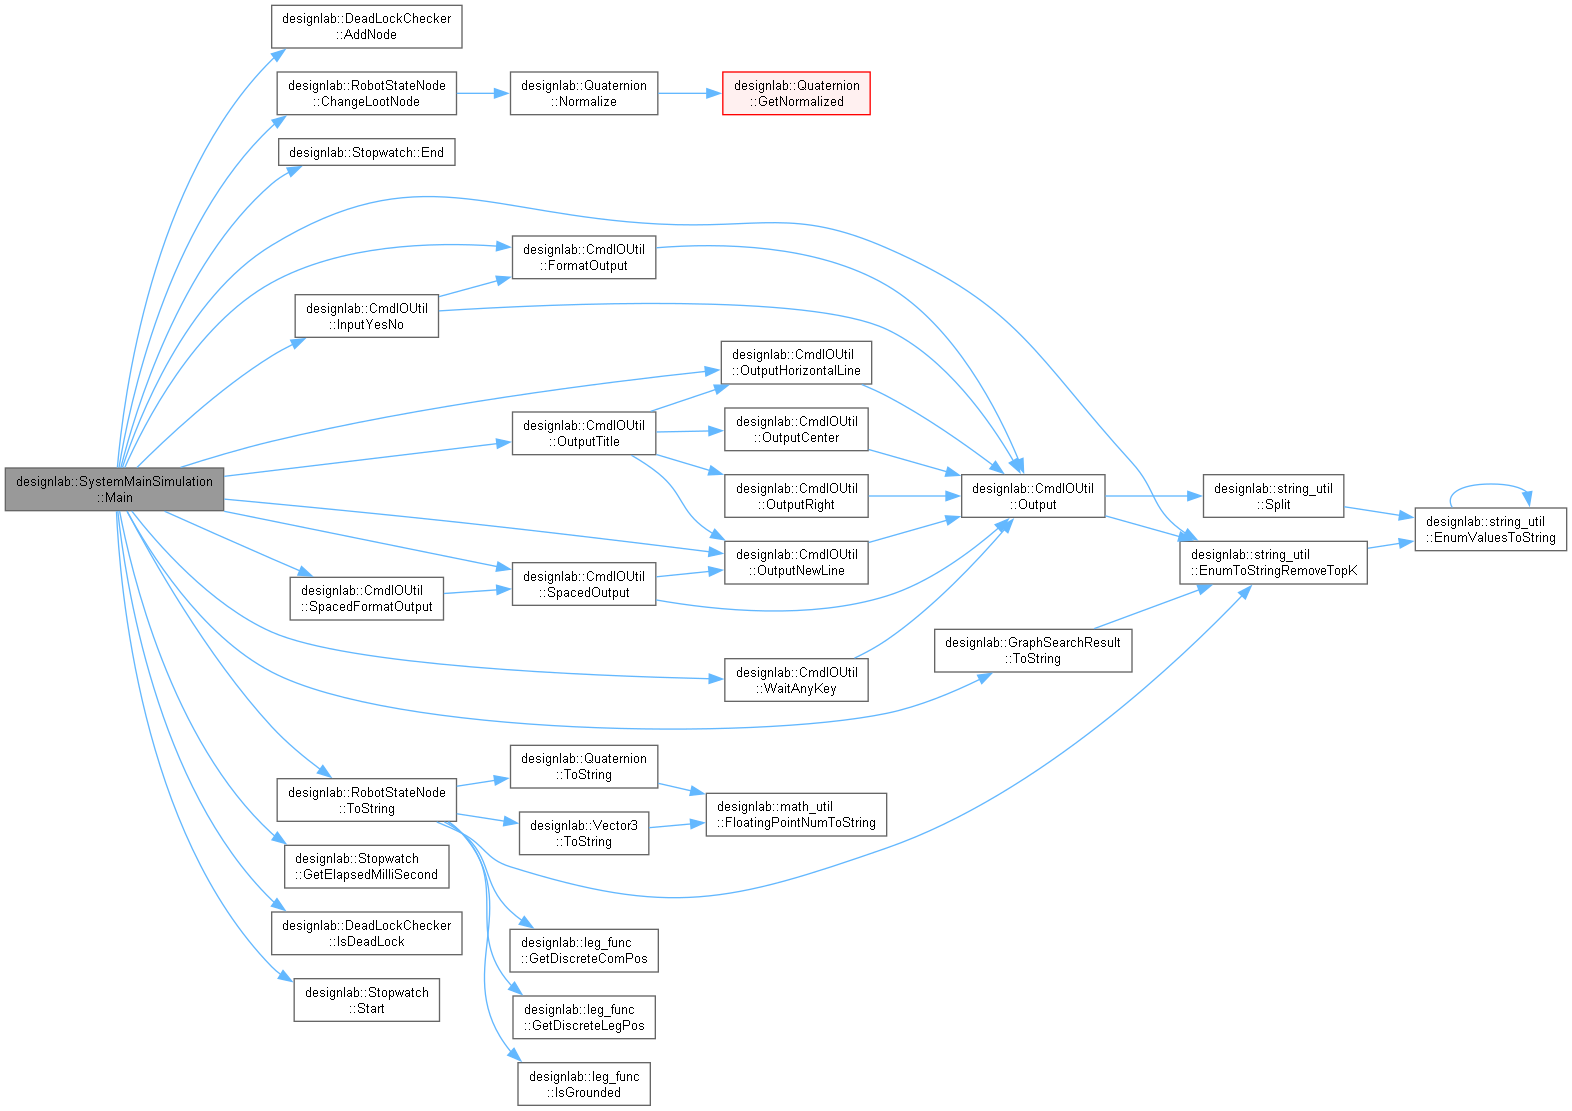 designlab::DeadLockChecker
::AddNode
designlab::RobotStateNode
::ChangeLootNode
designlab::Quaternion
::Normalize
designlab::Quaternion
::GetNormalized
designlab::Stopwatch::End
designlab::CmdIOUtil
::FormatOutput
designlab::CmdIOUtil
::InputYesNo
designlab::CmdIOUtil
::OutputHorizontalLine
designlab::CmdIOUtil
::OutputTitle
designlab::CmdIOUtil
::OutputCenter
designlab::SystemMainSimulation
::Main
designlab::CmdIOUtil
::OutputRight
designlab::CmdIOUtil
::Output
designlab::string_util
::Split
designlab::string_util
::EnumValuesToString
designlab::CmdIOUtil
::OutputNewLine
designlab::string_util
::EnumToStringRemoveTopK
designlab::CmdIOUtil
::SpacedFormatOutput
designlab::CmdIOUtil
::SpacedOutput
designlab::GraphSearchResult
::ToString
designlab::CmdIOUtil
::WaitAnyKey
designlab::RobotStateNode
::ToString
designlab::Quaternion
::ToString
designlab::Vector3
::ToString
designlab::math_util
::FloatingPointNumToString
designlab::Stopwatch
::GetElapsedMilliSecond
designlab::DeadLockChecker
::IsDeadLock
designlab::leg_func
::GetDiscreteComPos
designlab::Stopwatch
::Start
designlab::leg_func
::GetDiscreteLegPos
designlab::leg_func
::IsGrounded